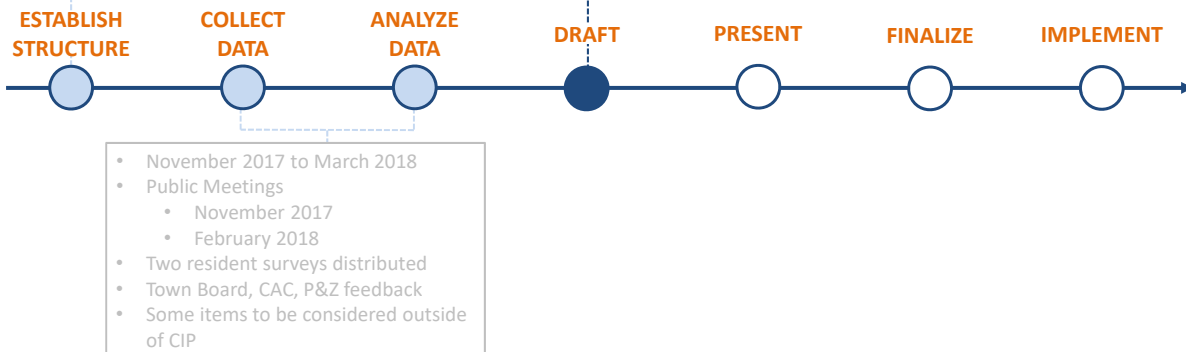 ESTABLISH
STRUCTURE
COLLECT
DATA
ANALYZE
DATA
DRAFT
PRESENT
FINALIZE
IMPLEMENT
• November 2017 to March 2018
• Public Meetings
• November 2017
• February 2018
• Two resident surveys distributed
• Town Board, CAC, P&Z feedback
• Some items to be considered outside
of CIP